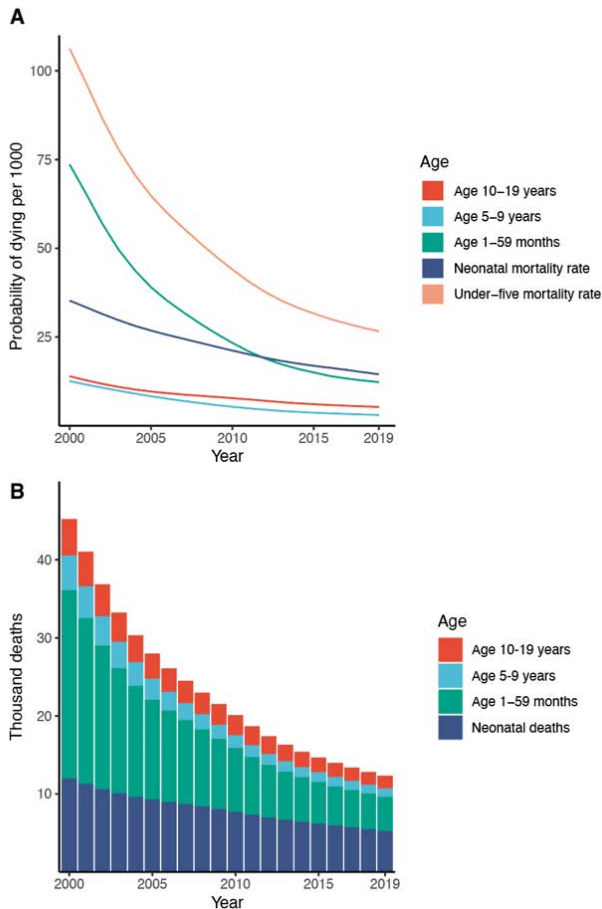 A
Probability of dying per 1000
100
75
50
25
2000 2005 2010 2015 2019
Year
Age
Age 10–19 years
Age 5–9 years
Age 1–59 months
Neonatal mortality rate
Under–five mortality rate
B
Thousand deaths
40
30
20
10
2000 2005 2010 2015 2019
Year
Age
Age 10-19 years
Age 5-9 years
Age 1–59 months
Neonatal deaths